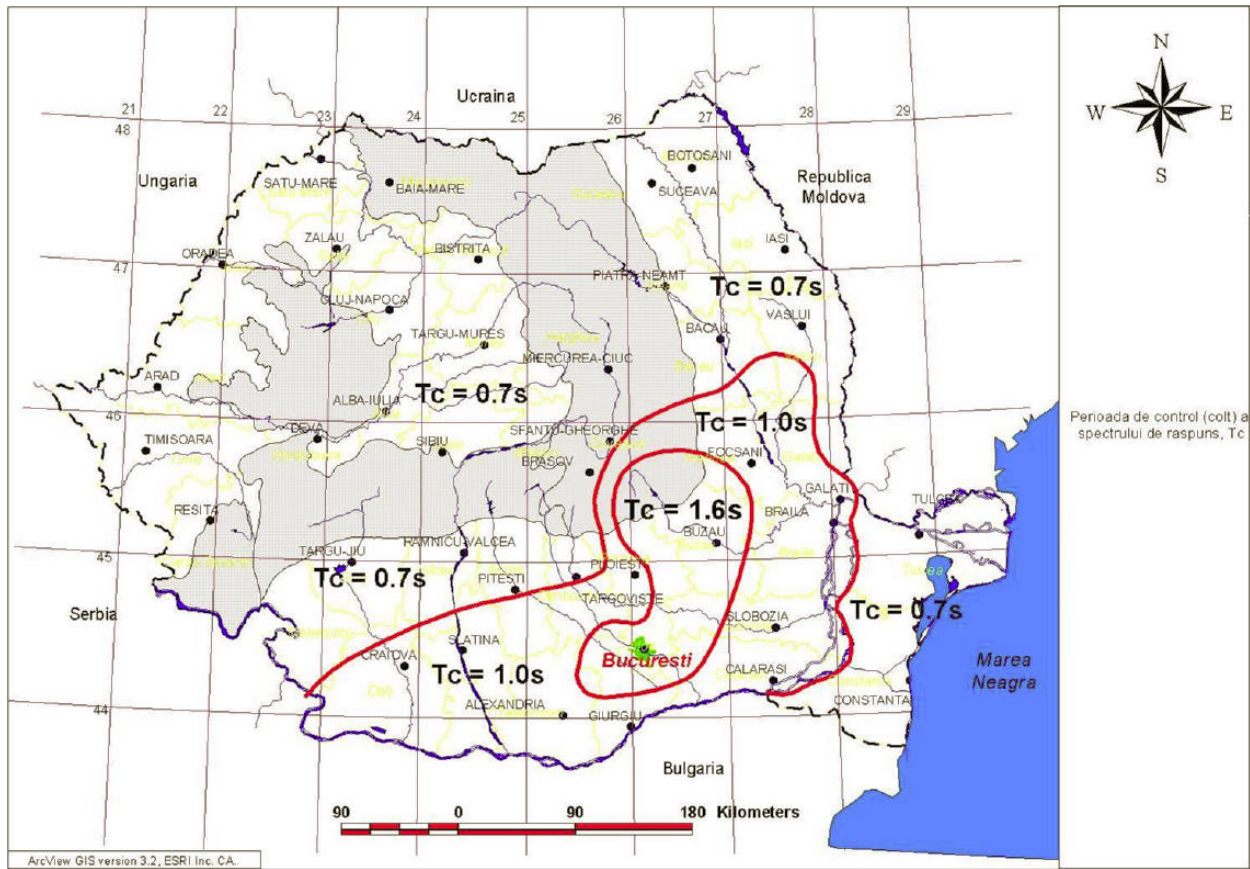 N
W E
S
Ucraina
21 22 23 24 25 26 27 28 29
48
Ungaria
Republica
Moldova
BOTOSANI
SUCEAVA
SATU-MARE
BAIA-MARE
ZALAU
IASI
ORADEA
BISTRITA
47
PIATRA-NEAMT
Tc = 0.7s
CLUJ-NAPOCA
VASLUI
BACAU
TARGU-MURES
MIERCUREA-CIUC
ARAD
Tc = 0.7s
ALBA-IULIA
46
Tc = 1.0s
Perioada de control (colt) a
spectrului de raspuns, Tc
SFANTU-GHEORGHE
DEVA
TIMISOARA
SIBIU
FOCSANI
BRASOV
GALATI
TULCEA
RESITA
Tc = 1.6s
BRAILA
BUZAU
45
RAMNICU-VALCEA
TARGU-JIU
PLOIESTI
Tc = 0.7s
PITESTI
TARGOVISTE
Serbia
Tc = 0.7s
SLOBOZIA
SLATINA
CRAIOVA
Bucuresti
Tc = 1.0s
CALARASI
Marea
Neagra
CONSTANTA
ALEXANDRIA
44
GIURGIU
Bulgaria
90 0 90 180 Kilometers
ArcView GIS version 3.2, ESRI Inc. CA.